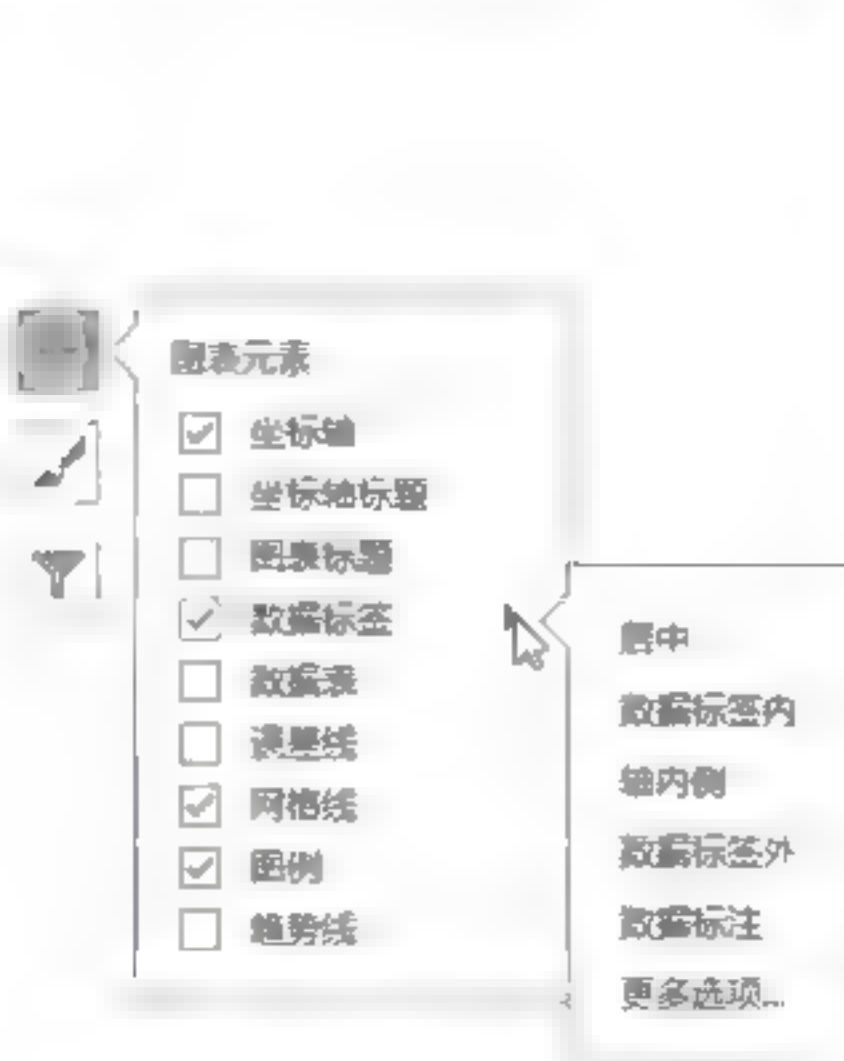 图表元素
坐标轴
坐标轴标题
图表标题
数据标签
数据表
误差线
网格线
图例
趋势线
居中
数据标签内
轴内侧
数据标签外
数据标注
更多选项...